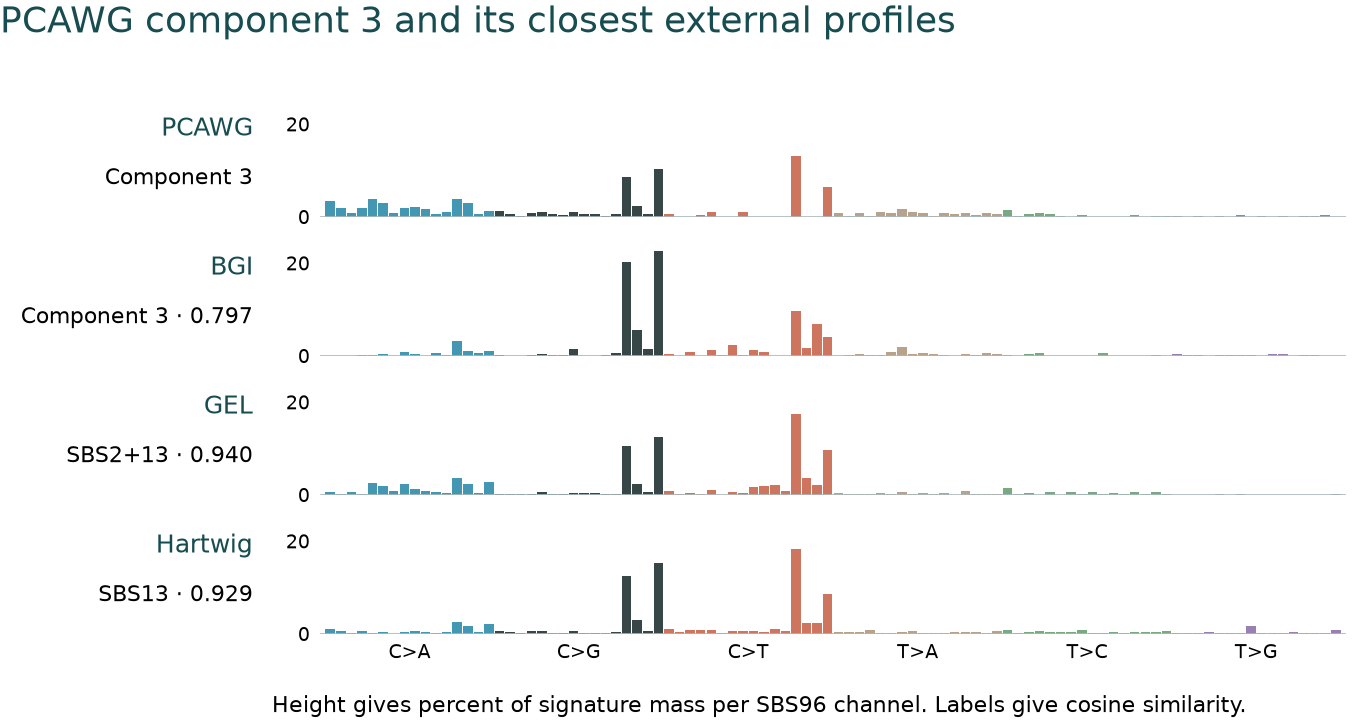 PCAWG component 3 and its closest external profiles
PCAWG
20
Component 3
0
BGI
20
Component 3 · 0.797
0
GEL
20
SBS2+13 · 0.940
0
Hartwig
20
SBS13 · 0.929
0
C>A C>G C>T T>A T>C T>G
Height gives percent of signature mass per SBS96 channel. Labels give cosine similarity.